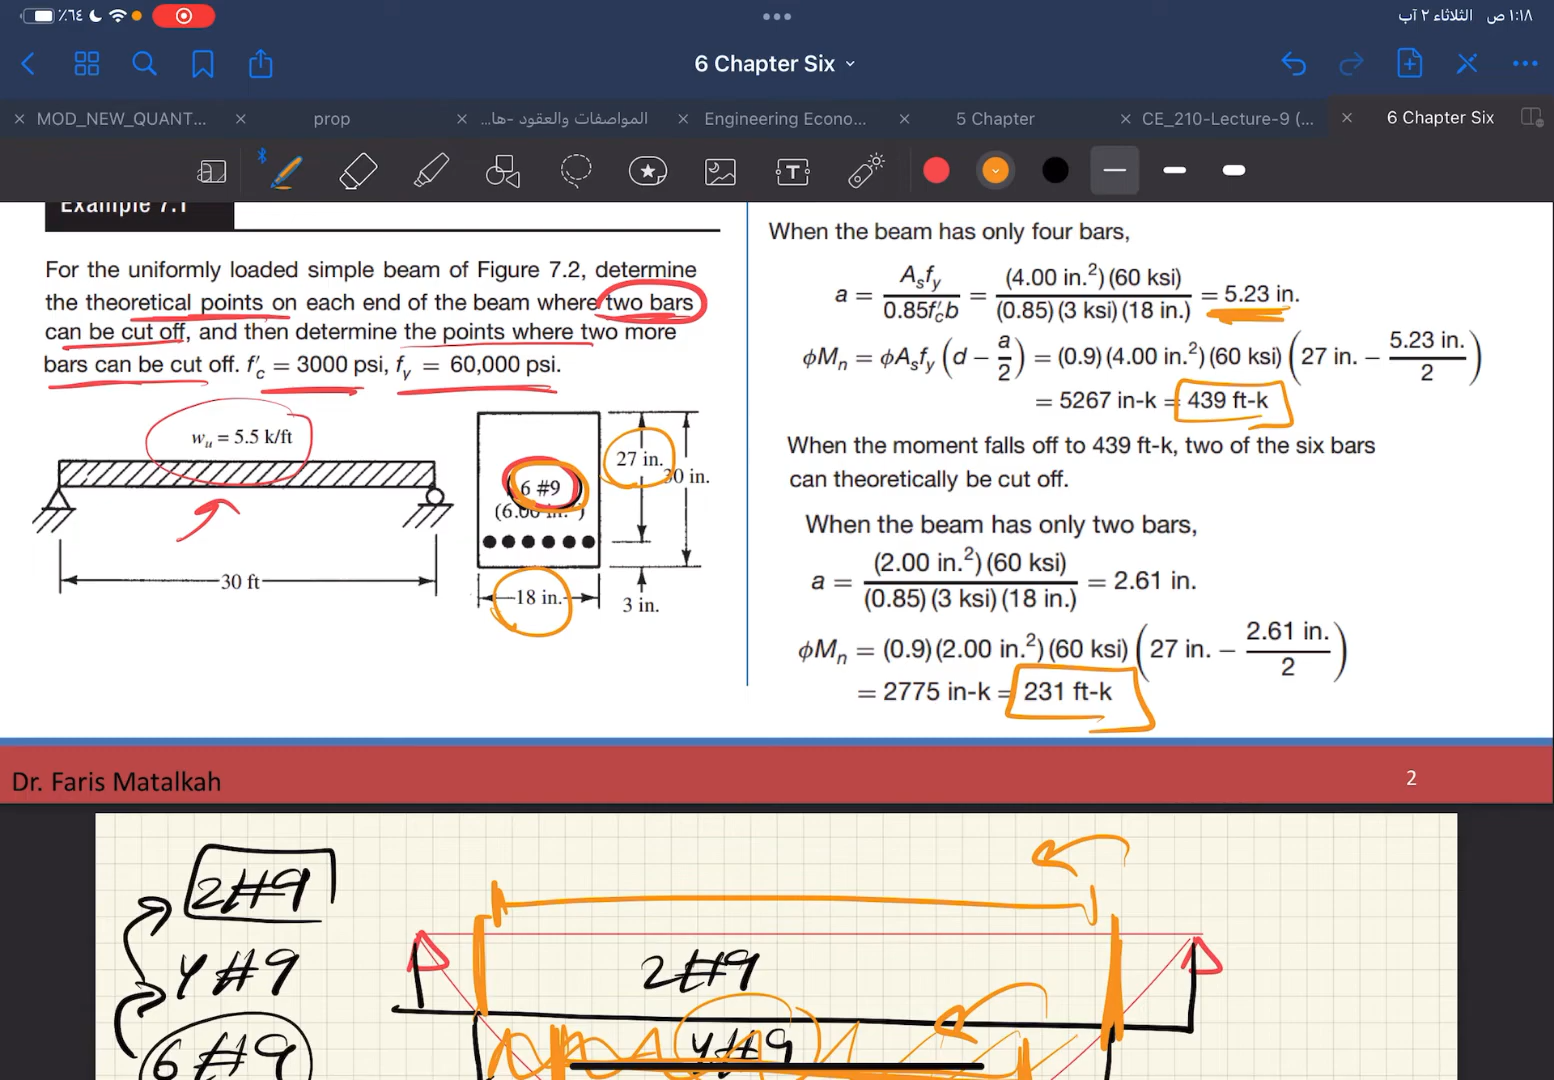 ٪٦٤
١:١٨ ص الثلاثاء ٢ آب
6 Chapter Six
MOD_NEW_QUANT...
prop
المواصفات والعقود -ها...
Engineering Econo...
5 Chapter
CE_210-Lecture-9 (...
6 Chapter Six
Example 7.1
For the uniformly loaded simple beam of Figure 7.2, determine
the theoretical points on each end of the beam where two bars
can be cut off, and then determine the points where two more
bars can be cut off. f′c = 3000 psi, fy = 60,000 psi.
wu = 5.5 k/ft
30 ft
6 #9
(6.00 in.²)
27 in.
30 in.
18 in.
3 in.
When the beam has only four bars,
a = Asfy / 0.85f′cb = (4.00 in.²)(60 ksi) / (0.85)(3 ksi)(18 in.) = 5.23 in.
ϕMn = ϕAsfy (d − a/2) = (0.9)(4.00 in.²)(60 ksi) (27 in. − 5.23 in./2)
= 5267 in-k = 439 ft-k
When the moment falls off to 439 ft-k, two of the six bars
can theoretically be cut off.
When the beam has only two bars,
a = (2.00 in.²)(60 ksi) / (0.85)(3 ksi)(18 in.) = 2.61 in.
ϕMn = (0.9)(2.00 in.²)(60 ksi) (27 in. − 2.61 in./2)
= 2775 in-k = 231 ft-k
Dr. Faris Matalkah
2
2#9
4#9
6#9
2#9
4#9